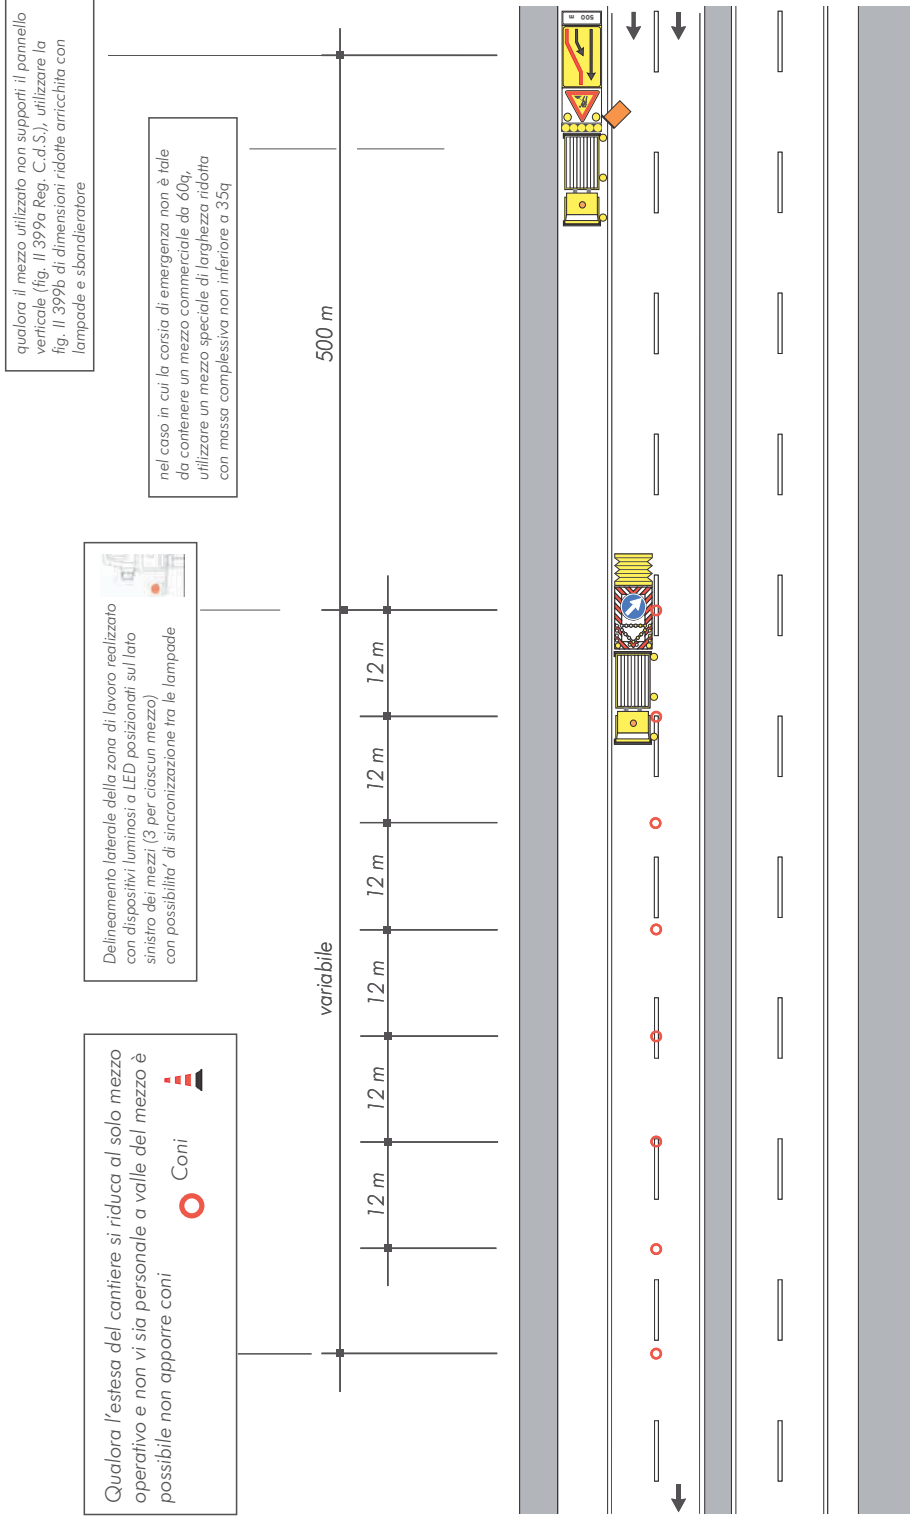 qualora il mezzo utilizzato non supporti il pannello
verticale (fig. II 399a Reg. C.d.S.), utilizzare la
fig. II 399b di dimensioni ridotte arricchita con
lampade e sbandieratore
nel caso in cui la corsia di emergenza non è tale
da contenere un mezzo commerciale da 60q,
utilizzare un mezzo speciale di larghezza ridotta
con massa complessiva non inferiore a 35q
Delineamento laterale della zona di lavoro realizzato
con dispositivi luminosi a LED posizionati sul lato
sinistro dei mezzi (3 per ciascun mezzo)
con possibilita' di sincronizzazione tra le lampade
Qualora l'estesa del cantiere si riduca al solo mezzo
operativo e non vi sia personale a valle del mezzo è
possibile non apporre coni
Coni
500 m
variabile
12 m
12 m
12 m
12 m
12 m
12 m
500 m